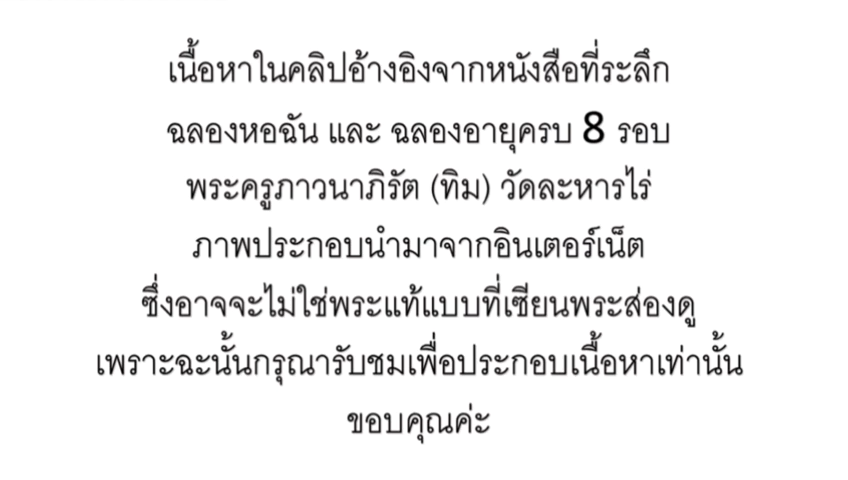 เนื้อหาในคลิปอ้างอิงจากหนังสือที่ระลึก
ฉลองหอฉัน และ ฉลองอายุครบ 8 รอบ
พระครูภาวนาภิรัต (ทิม) วัดละหารไร่
ภาพประกอบนำมาจากอินเตอร์เน็ต
ซึ่งอาจจะไม่ใช่พระแท้แบบที่เซียนพระส่องดู
เพราะฉะนั้นกรุณารับชมเพื่อประกอบเนื้อหาเท่านั้น
ขอบคุณค่ะ